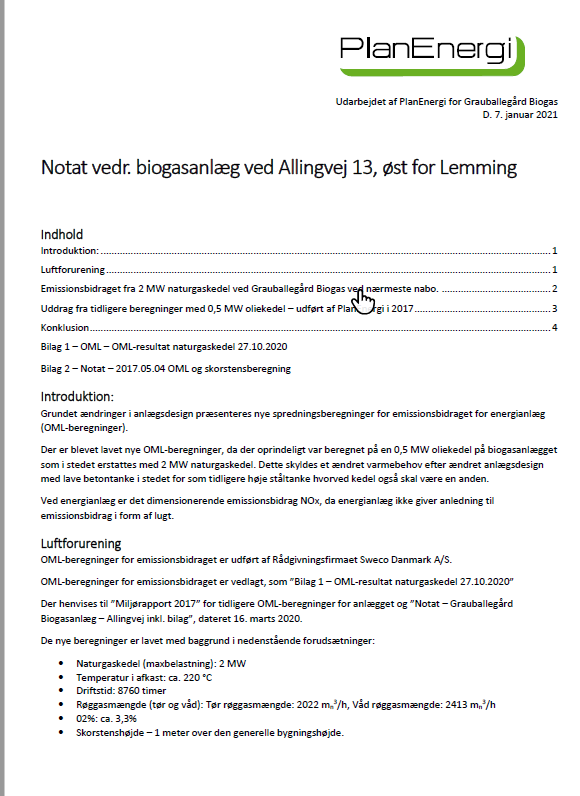 PlanEnergi
Udarbejdet af PlanEnergi for Grauballegård Biogas
D. 7. januar 2021
Notat vedr. biogasanlæg ved Allingvej 13, øst for Lemming
Indhold
Introduktion: 1
Luftforurening 1
Emissionsbidraget fra 2 MW naturgaskedel ved Grauballegård Biogas ved nærmeste nabo. 2
Uddrag fra tidligere beregninger med 0,5 MW oliekedel – udført af PlanEnergi i 2017 3
Konklusion 4
Bilag 1 – OML – OML-resultat naturgaskedel 27.10.2020
Bilag 2 – Notat – 2017.05.04 OML og skorstensberegning
Introduktion:
Grundet ændringer i anlægsdesign præsenteres nye spredningsberegninger for emissionsbidraget for energianlæg
(OML-beregninger).
Der er blevet lavet nye OML-beregninger, da der oprindeligt var beregnet på en 0,5 MW oliekedel på biogasanlægget
som i stedet erstattes med 2 MW naturgaskedel. Dette skyldes et ændret varmebehov efter ændret anlægsdesign
med lave betontanke i stedet for som tidligere høje ståltanke hvorved kedel også skal være en anden.
Ved energianlæg er det dimensionerende emissionsbidrag NOx, da energianlæg ikke giver anledning til
emissionsbidrag i form af lugt.
Luftforurening
OML-beregninger for emissionsbidraget er udført af Rådgivningsfirmaet Sweco Danmark A/S.
OML-beregninger for emissionsbidraget er vedlagt, som "Bilag 1 – OML-resultat naturgaskedel 27.10.2020"
Der henvises til "Miljørapport 2017" for tidligere OML-beregninger for anlægget og "Notat – Grauballegård
Biogasanlæg – Allingvej inkl. bilag", dateret 16. marts 2020.
De nye beregninger er lavet med baggrund i nedenstående forudsætninger:
• Naturgaskedel (maxbelastning): 2 MW
• Temperatur i afkast: ca. 220 °C
• Driftstid: 8760 timer
• Røggasmængde (tør og våd): Tør røggasmængde: 2022 mₙ³/h, Våd røggasmængde: 2413 mₙ³/h
• 02%: ca. 3,3%
• Skorstenshøjde – 1 meter over den generelle bygningshøjde.